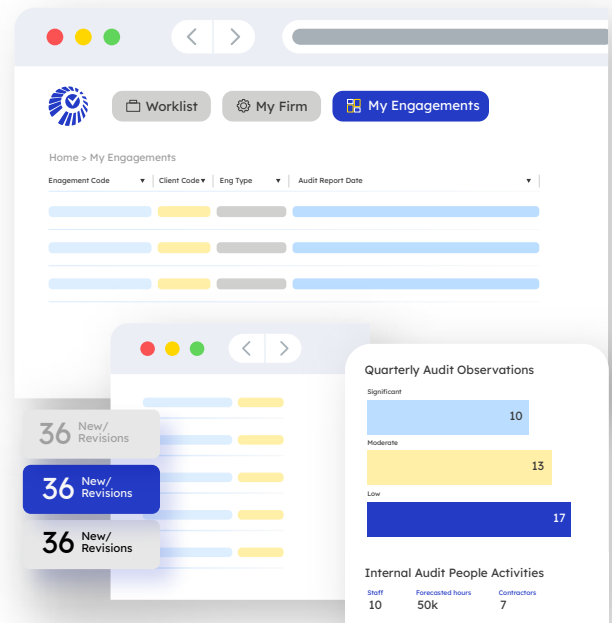 Worklist
My Firm
My Engagements
Home > My Engagements
Enagement Code
Client Code
Eng Type
Audit Report Date
36 New/
Revisions
36 New/
Revisions
36 New/
Revisions
Quarterly Audit Observations
Significant
10
Moderate
13
Low
17
Internal Audit People Activities
Staff Forecasted hours Contractors
10 50k 7